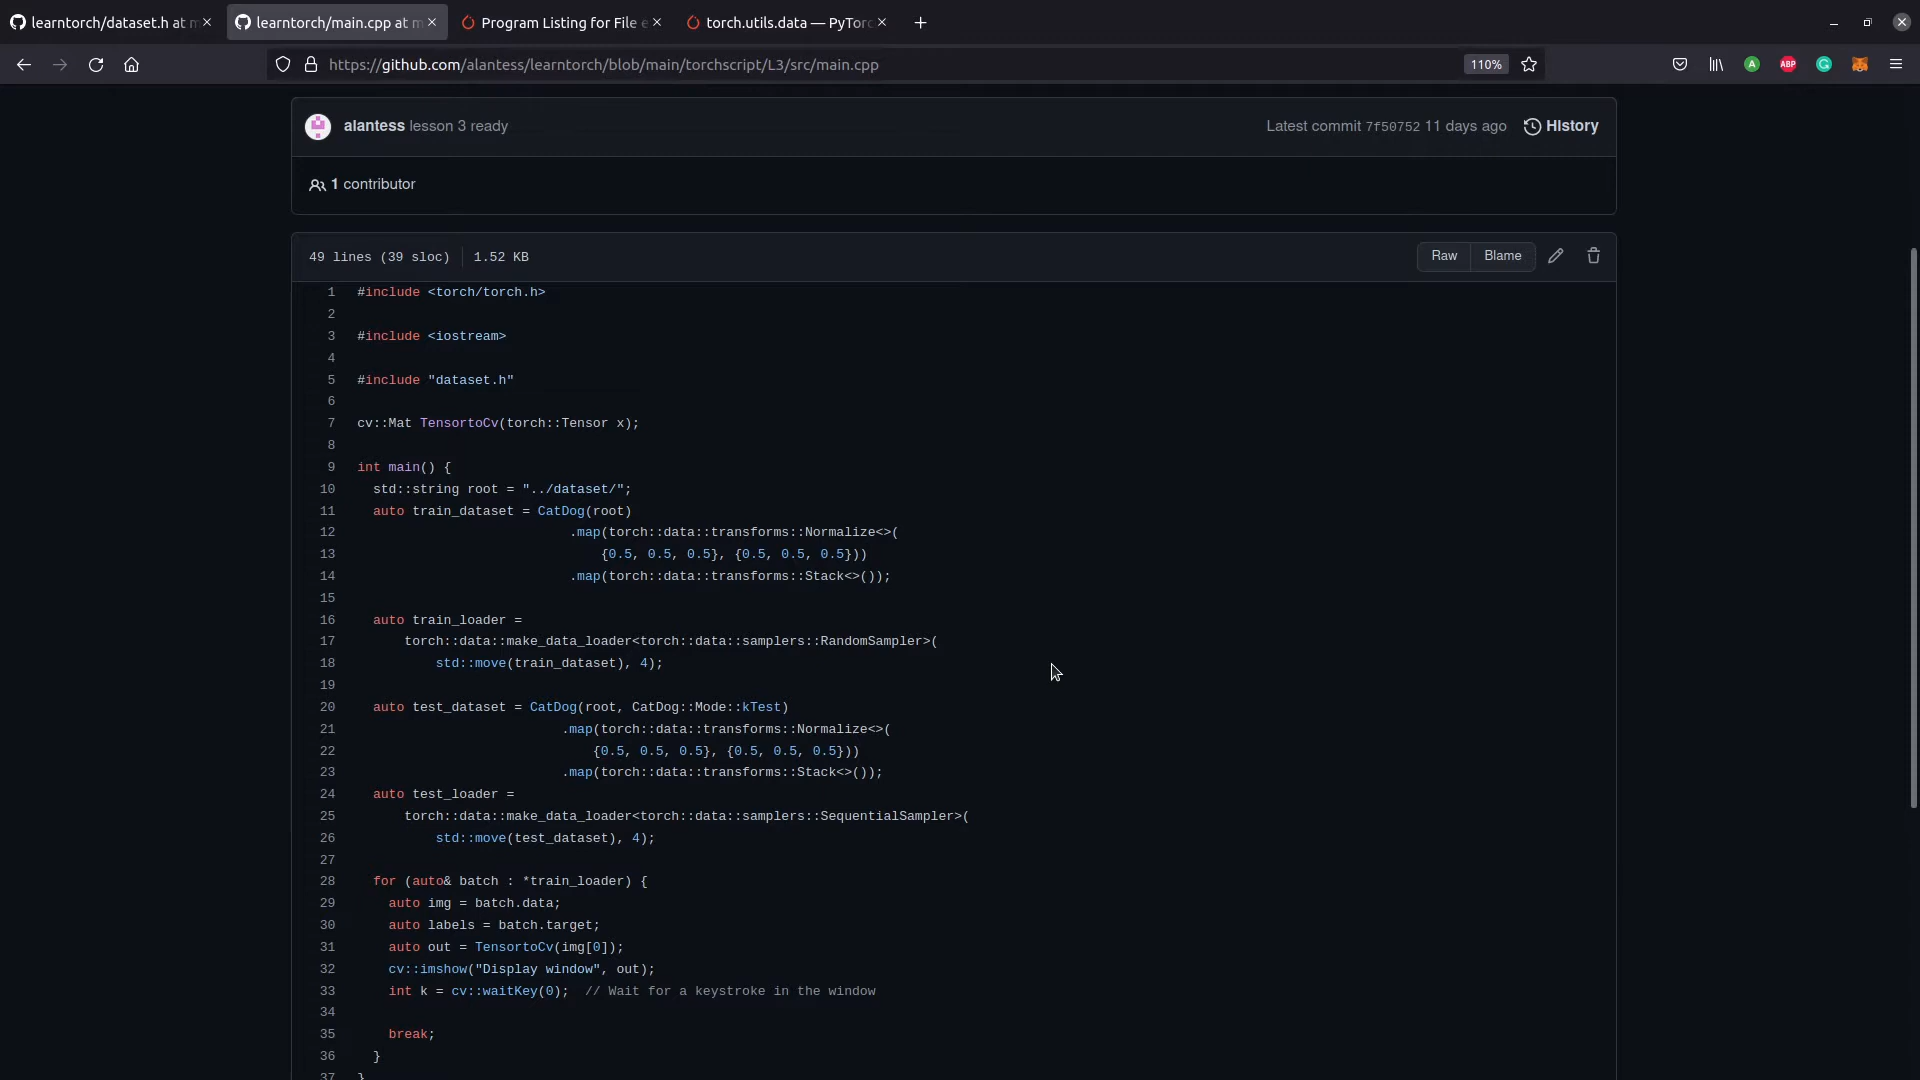 learntorch/dataset.h at m
learntorch/main.cpp at m
Program Listing for File e
torch.utils.data — PyTorc
https://github.com/alantess/learntorch/blob/main/torchscript/L3/src/main.cpp
110%
A
ABP
G
alantess lesson 3 ready
Latest commit 7f50752 11 days ago
History
1 contributor
49 lines (39 sloc) 1.52 KB
Raw
Blame
1 #include <torch/torch.h>
2
3 #include <iostream>
4
5 #include "dataset.h"
6
7 cv::Mat TensortoCv(torch::Tensor x);
8
9 int main() {
10 std::string root = "../dataset/";
11 auto train_dataset = CatDog(root)
12 .map(torch::data::transforms::Normalize<>(
13 {0.5, 0.5, 0.5}, {0.5, 0.5, 0.5}))
14 .map(torch::data::transforms::Stack<>());
15
16 auto train_loader =
17 torch::data::make_data_loader<torch::data::samplers::RandomSampler>(
18 std::move(train_dataset), 4);
19
20 auto test_dataset = CatDog(root, CatDog::Mode::kTest)
21 .map(torch::data::transforms::Normalize<>(
22 {0.5, 0.5, 0.5}, {0.5, 0.5, 0.5}))
23 .map(torch::data::transforms::Stack<>());
24 auto test_loader =
25 torch::data::make_data_loader<torch::data::samplers::SequentialSampler>(
26 std::move(test_dataset), 4);
27
28 for (auto& batch : *train_loader) {
29 auto img = batch.data;
30 auto labels = batch.target;
31 auto out = TensortoCv(img[0]);
32 cv::imshow("Display window", out);
33 int k = cv::waitKey(0); // Wait for a keystroke in the window
34
35 break;
36 }
37 }